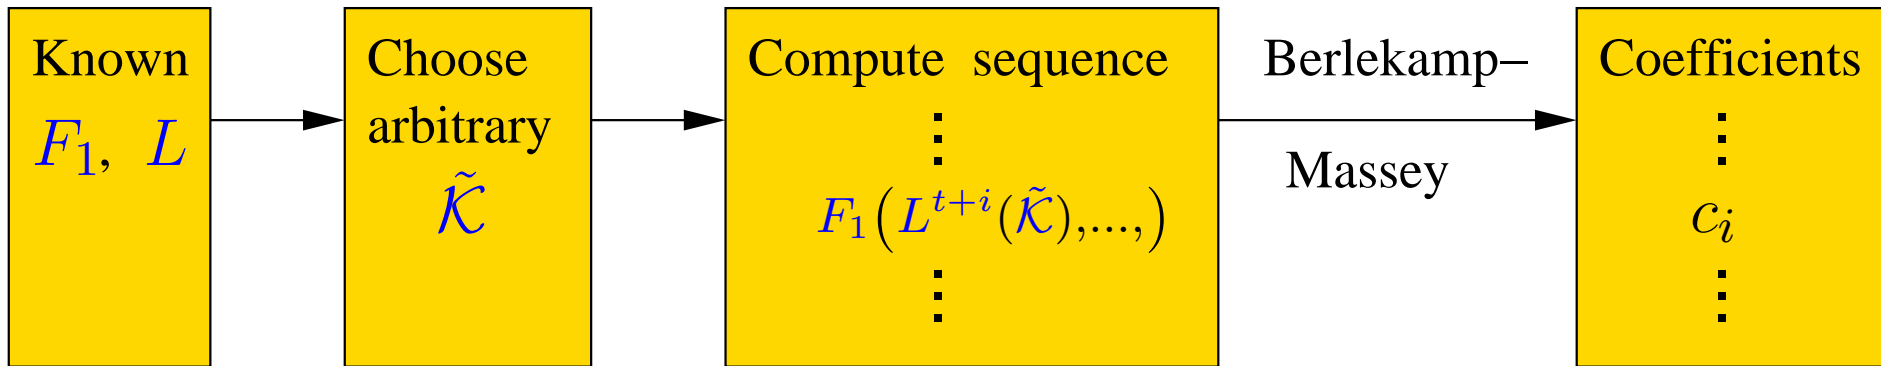 Known
F₁, L
Choose
arbitrary
K̃
Compute sequence
⋮
F₁(L^{t+i}(K̃),...,)
⋮
Berlekamp–
Massey
Coefficients
⋮
cᵢ
⋮